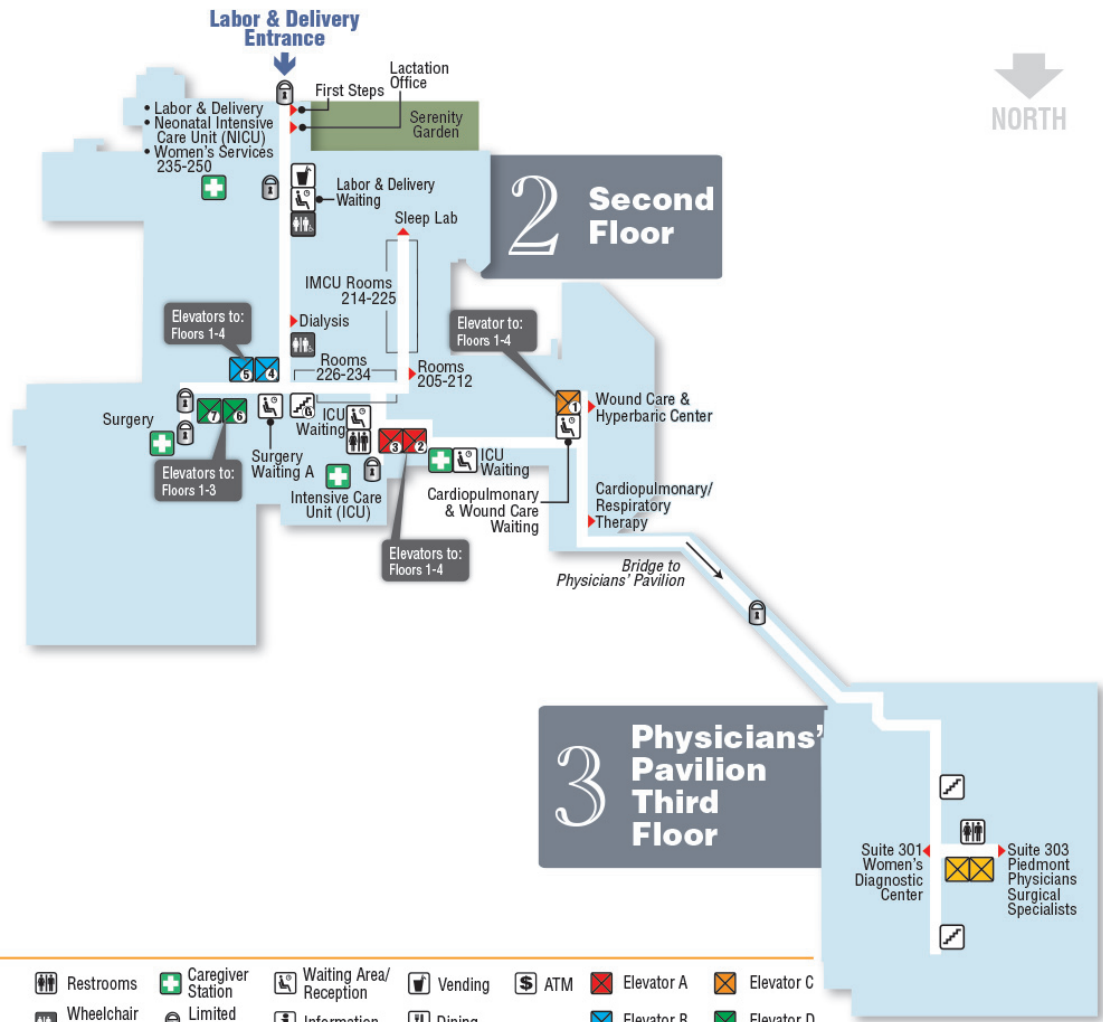 Labor & Delivery
Entrance
NORTH
First Steps
Lactation
Office
Serenity
Garden
• Labor & Delivery
• Neonatal Intensive
Care Unit (NICU)
• Women's Services
235-250
Labor & Delivery
Waiting
Sleep Lab
2
Second
Floor
IMCU Rooms
214-225
Elevators to:
Floors 1-4
Dialysis
Elevator to:
Floors 1-4
Rooms
226-234
Rooms
205-212
5
4
1
Wound Care &
Hyperbaric Center
Surgery
7
6
G
ICU
Waiting
3
2
Surgery
Waiting A
ICU
Waiting
Elevators to:
Floors 1-3
Intensive Care
Unit (ICU)
Cardiopulmonary
& Wound Care
Waiting
Cardiopulmonary/
Respiratory
Therapy
Elevators to:
Floors 1-4
Bridge to
Physicians' Pavilion
3
Physicians'
Pavilion
Third
Floor
Suite 301
Women's
Diagnostic
Center
Suite 303
Piedmont
Physicians
Surgical
Specialists
Restrooms
Caregiver
Station
Waiting Area/
Reception
Vending
$ ATM
Elevator A
Elevator C
Wheelchair
Limited
Information
Dining
Elevator B
Elevator D